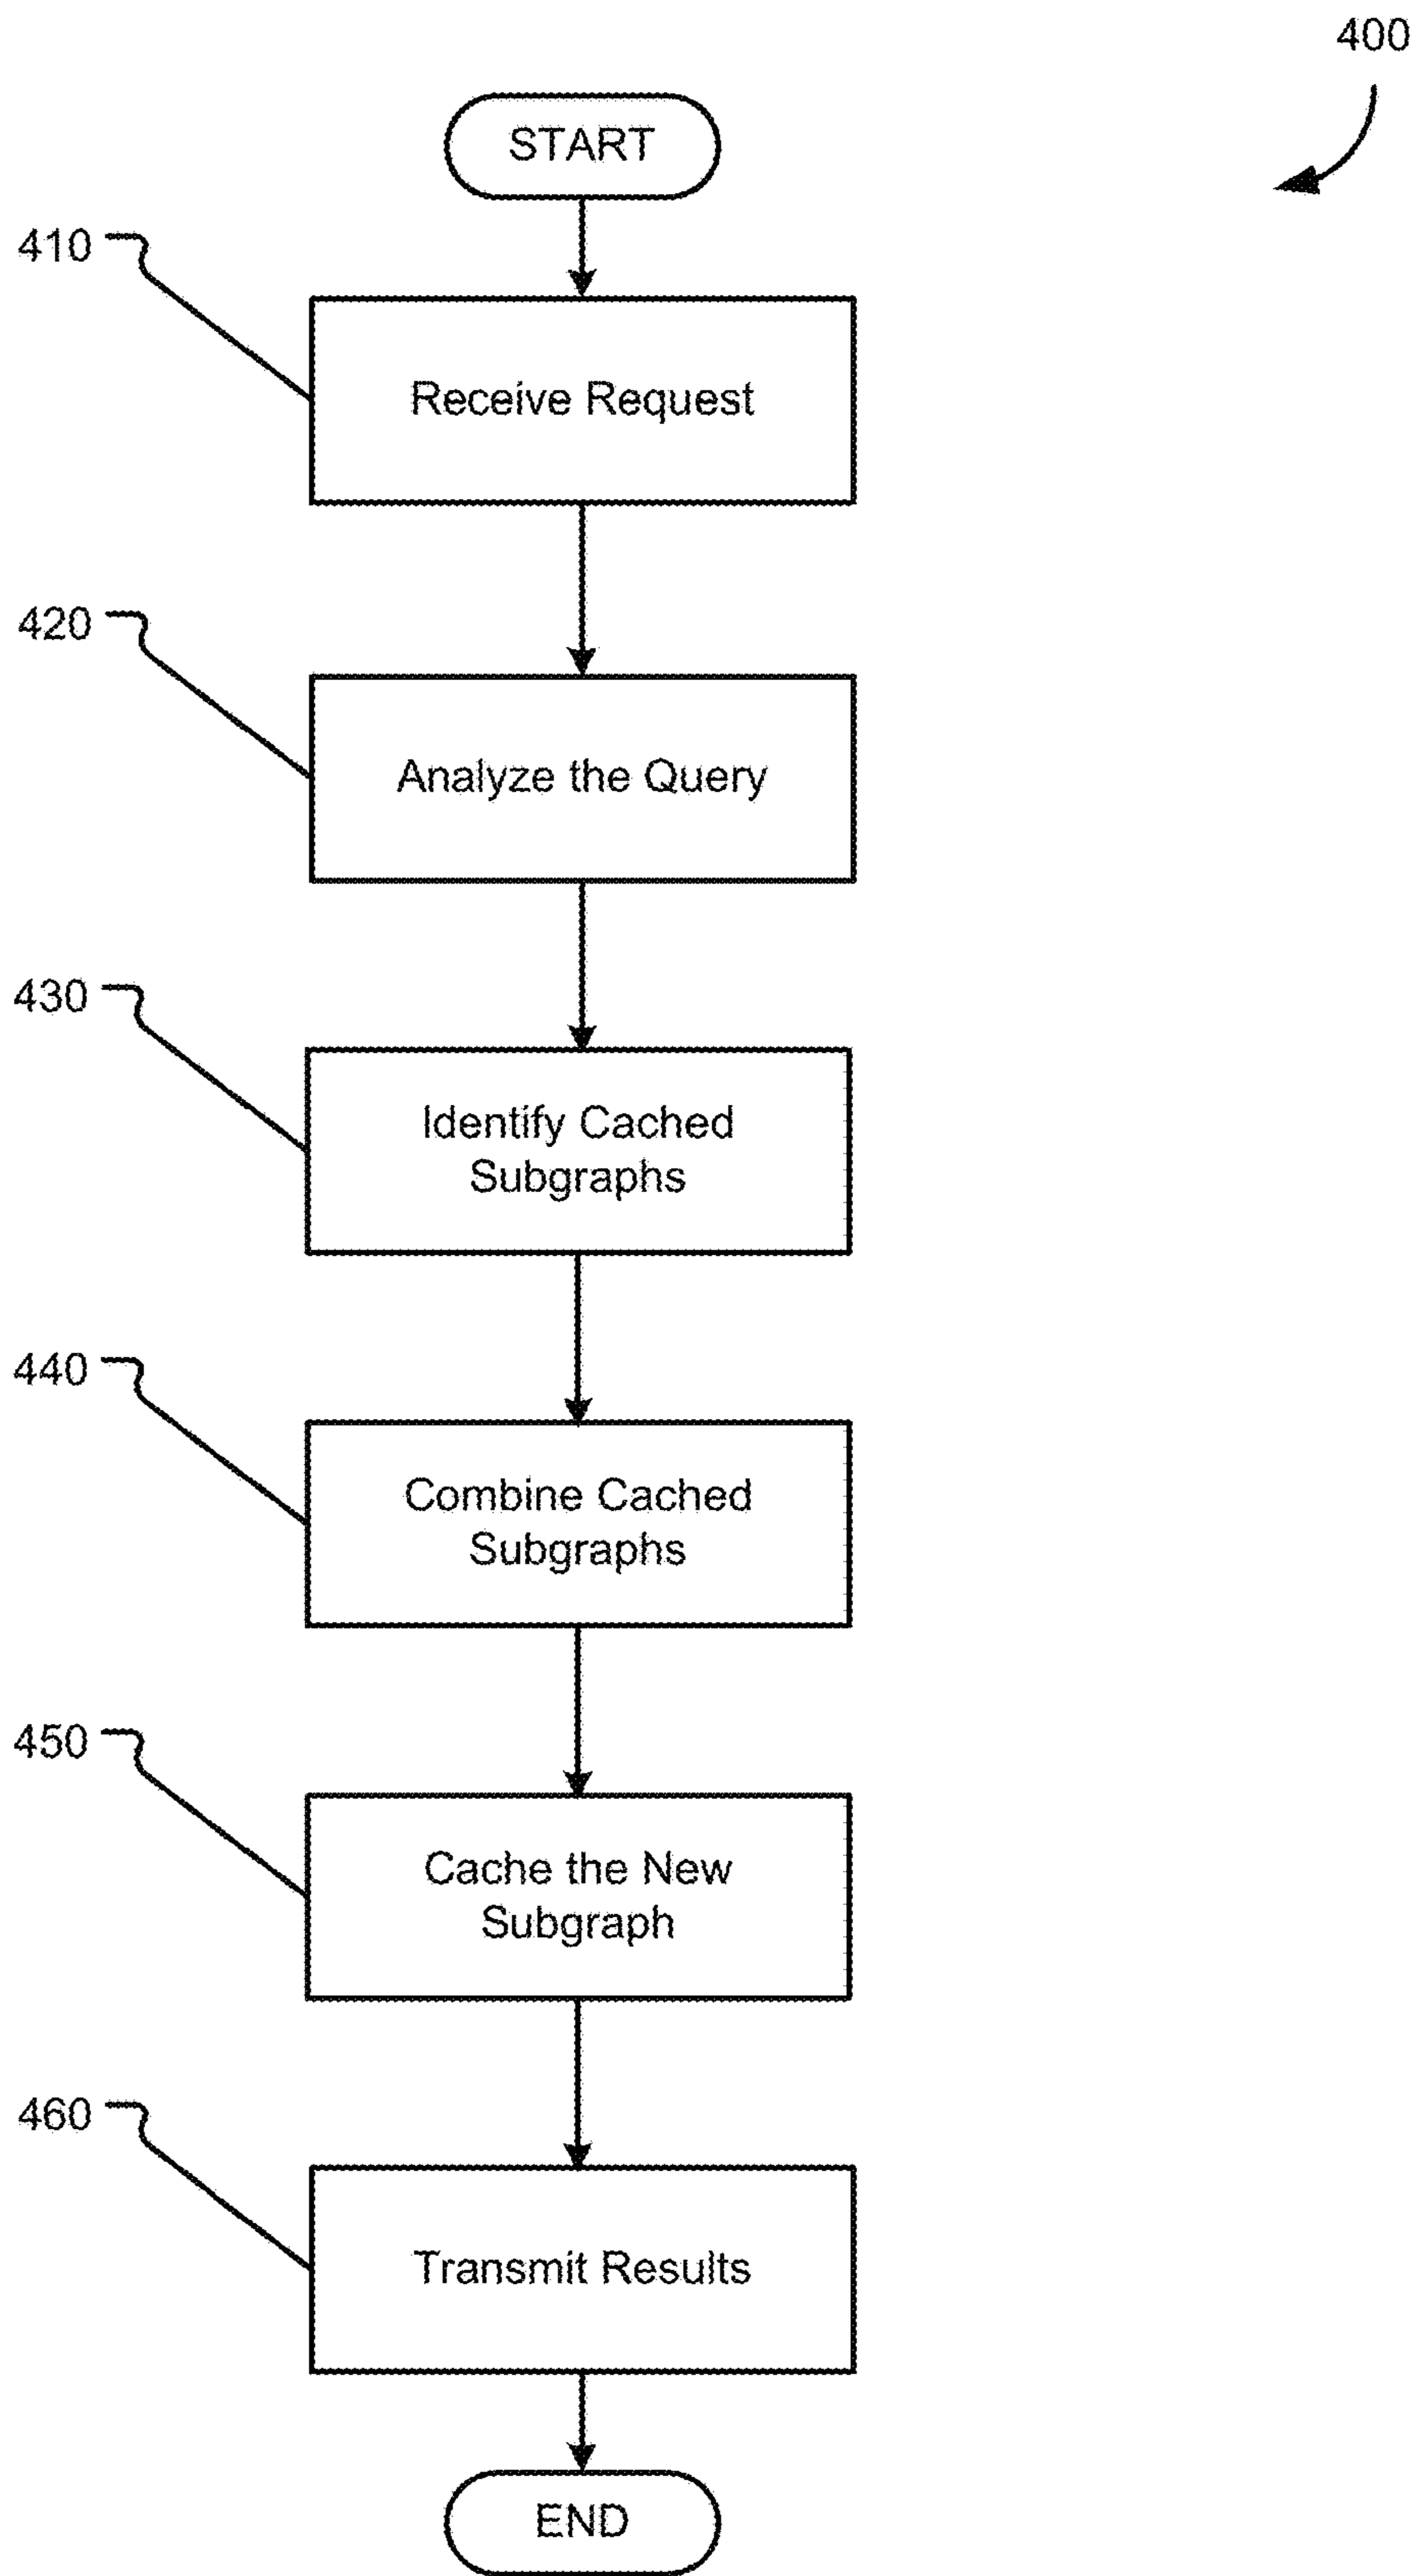 400
START
410
Receive Request
420
Analyze the Query
430
Identify Cached
Subgraphs
440
Combine Cached
Subgraphs
450
Cache the New
Subgraph
460
Transmit Results
END